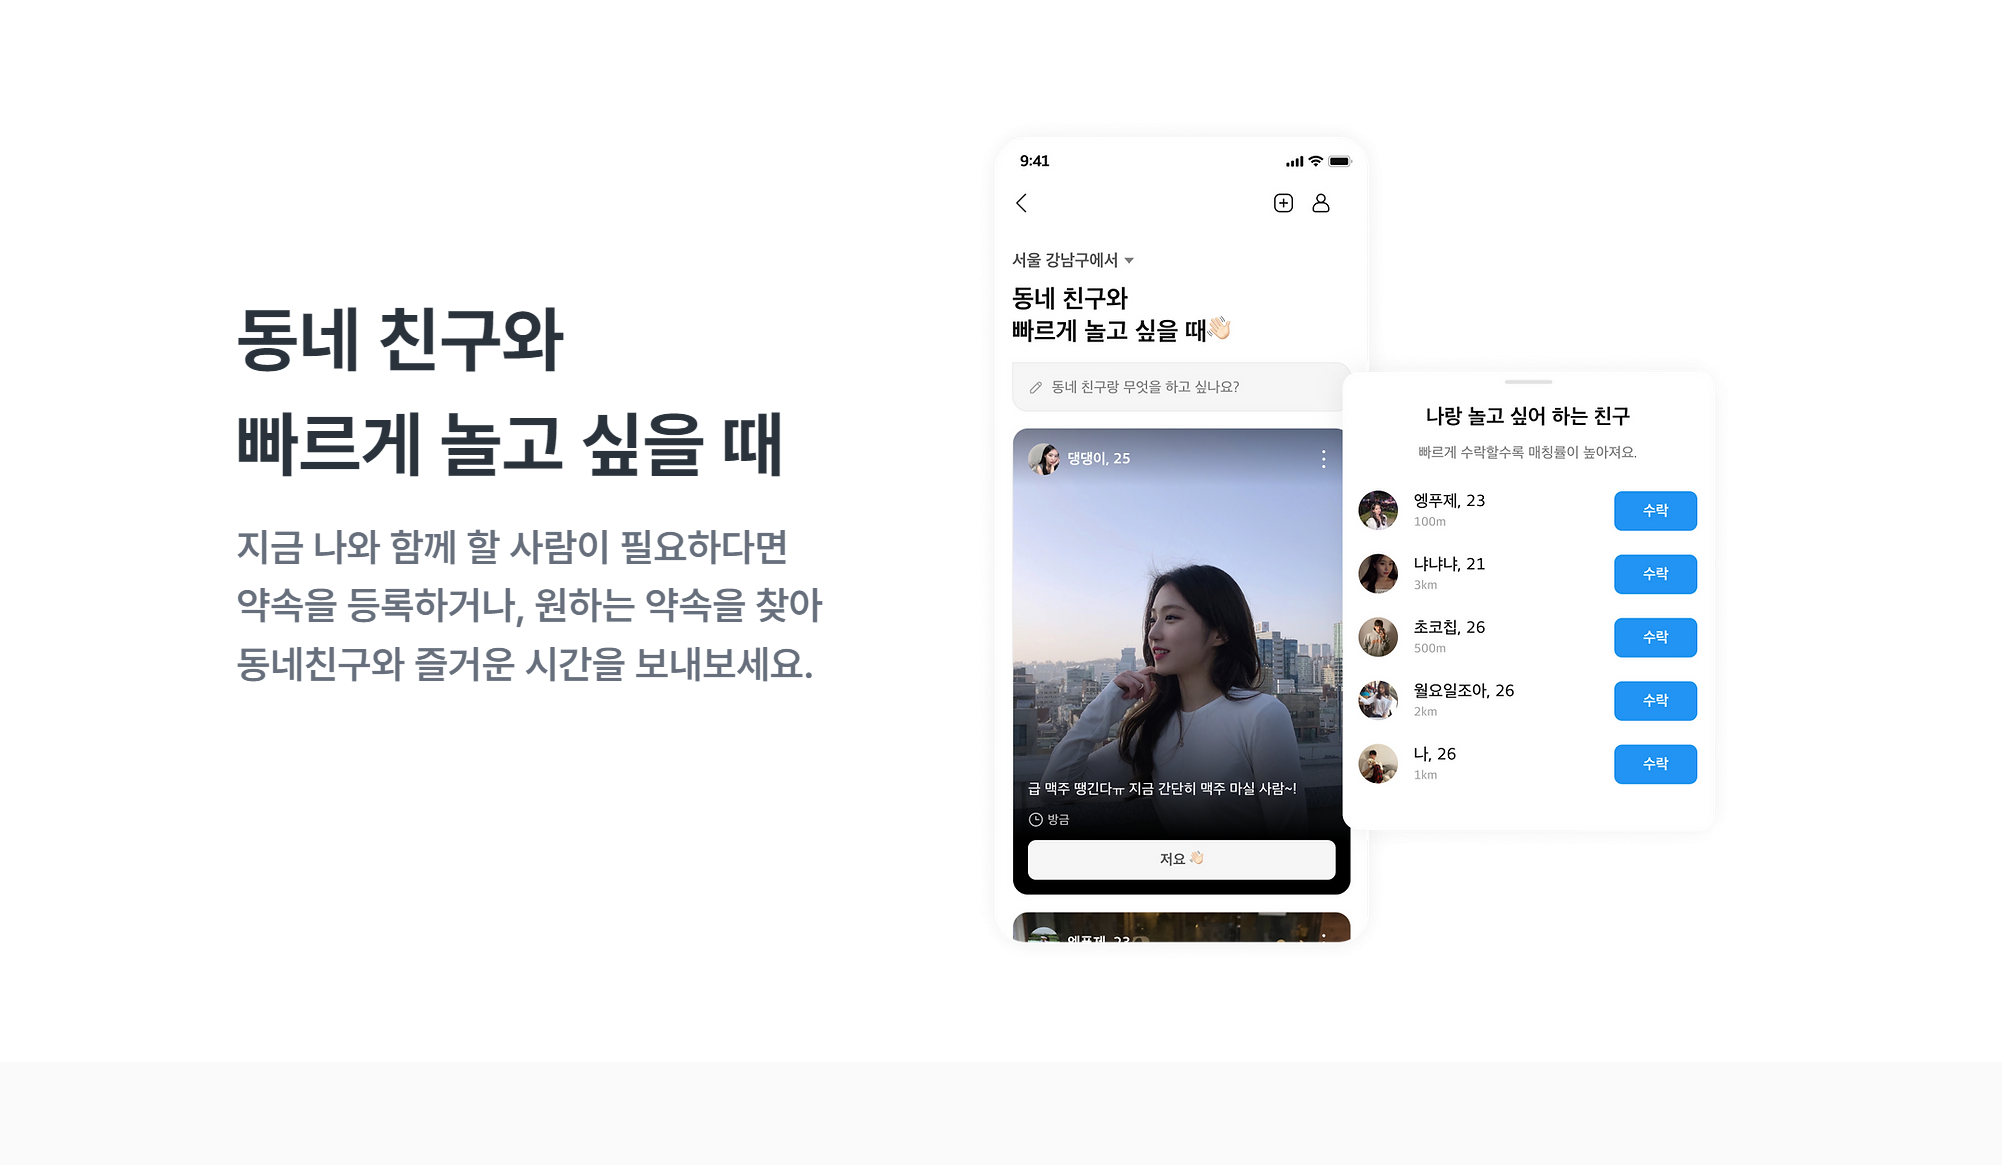 동네 친구와
빠르게 놀고 싶을 때
지금 나와 함께 할 사람이 필요하다면
약속을 등록하거나, 원하는 약속을 찾아
동네친구와 즐거운 시간을 보내보세요.
9:41
서울 강남구에서
동네 친구와
빠르게 놀고 싶을 때👋🏻
동네 친구랑 무엇을 하고 싶나요?
댕댕이, 25
급 맥주 땡긴다ㅠ 지금 간단히 맥주 마실 사람~!
방금
저요 👋🏻
엥푸제, 23
나랑 놀고 싶어 하는 친구
빠르게 수락할수록 매칭률이 높아져요.
엥푸제, 23
100m
수락
냐냐냐, 21
3km
수락
초코칩, 26
500m
수락
월요일조아, 26
2km
수락
나, 26
1km
수락